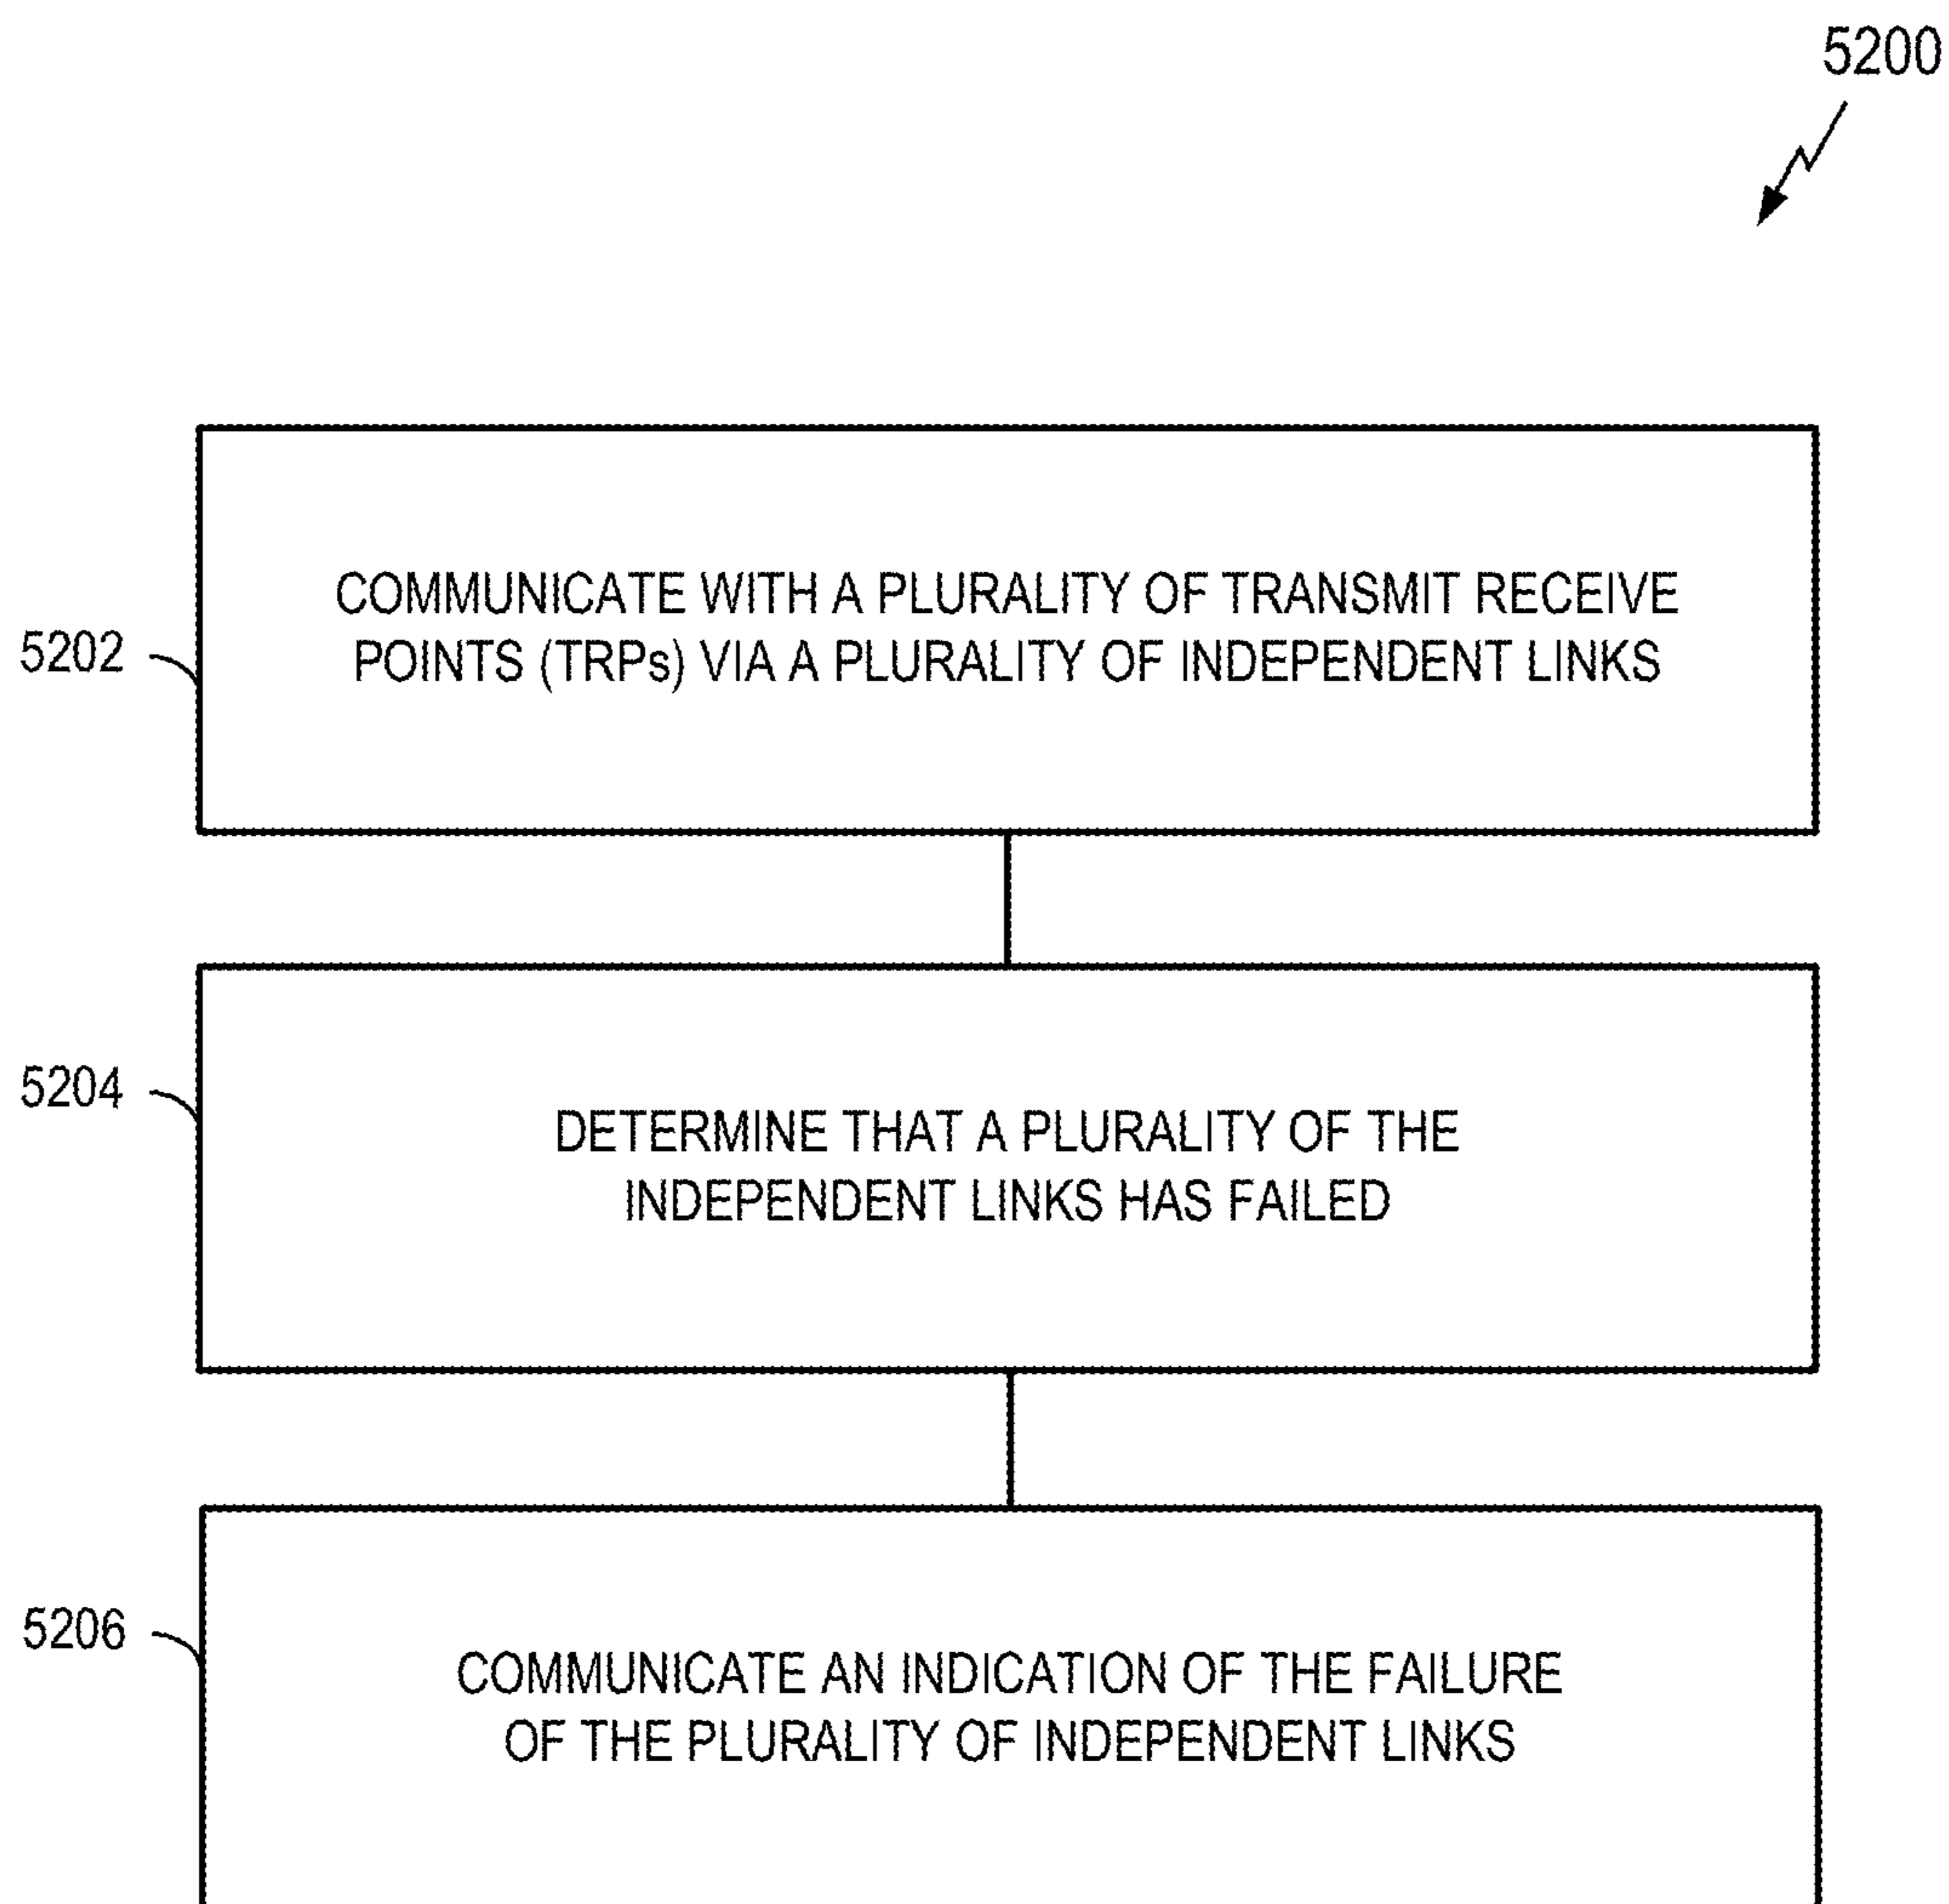 5200
5202
COMMUNICATE WITH A PLURALITY OF TRANSMIT RECEIVE
POINTS (TRPs) VIA A PLURALITY OF INDEPENDENT LINKS
5204
DETERMINE THAT A PLURALITY OF THE
INDEPENDENT LINKS HAS FAILED
5206
COMMUNICATE AN INDICATION OF THE FAILURE
OF THE PLURALITY OF INDEPENDENT LINKS